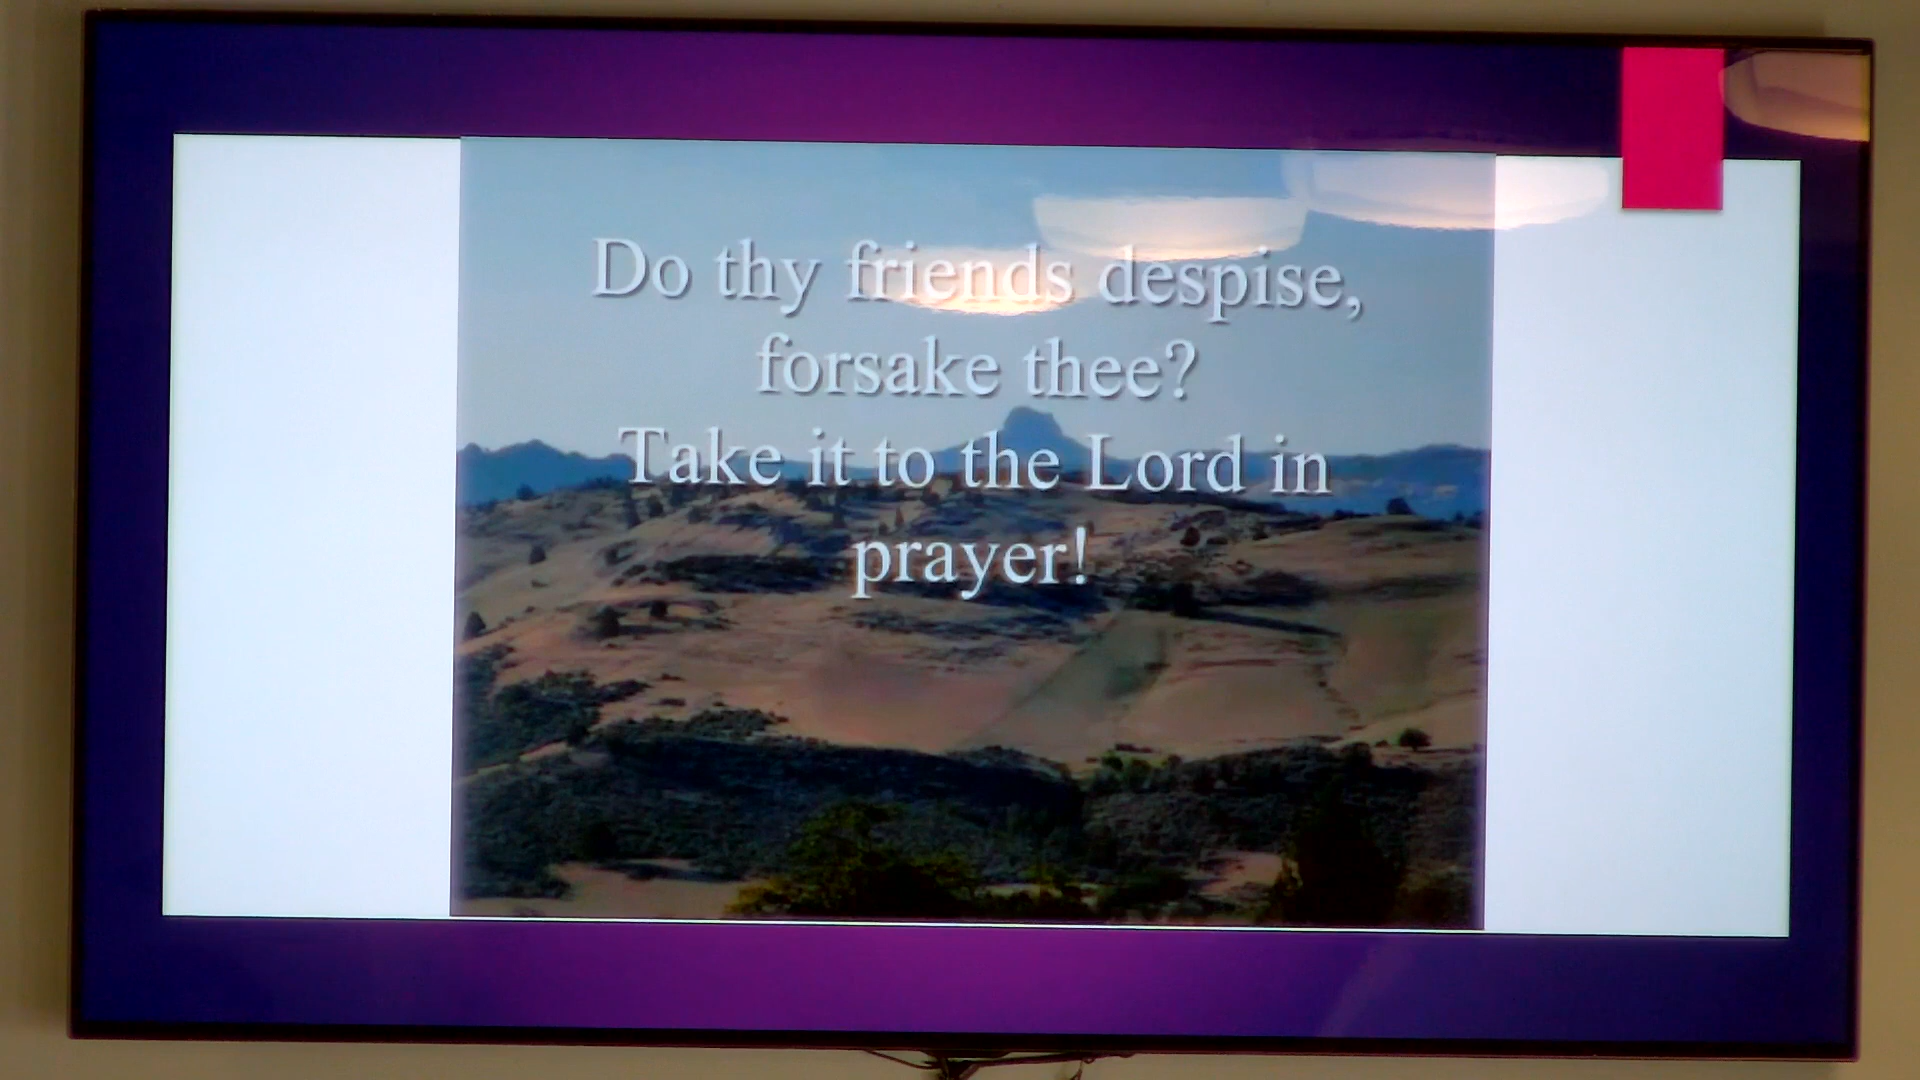 Do thy friends despise,
forsake thee?
Take it to the Lord in
prayer!